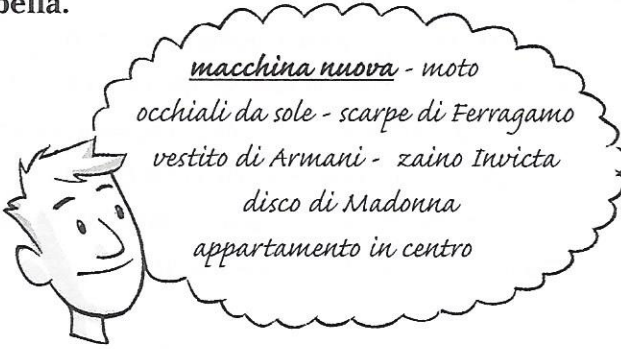 bella.
macchina nuova - moto
occhiali da sole - scarpe di Ferragamo
vestito di Armani - zaino Invicta
disco di Madonna
appartamento in centro